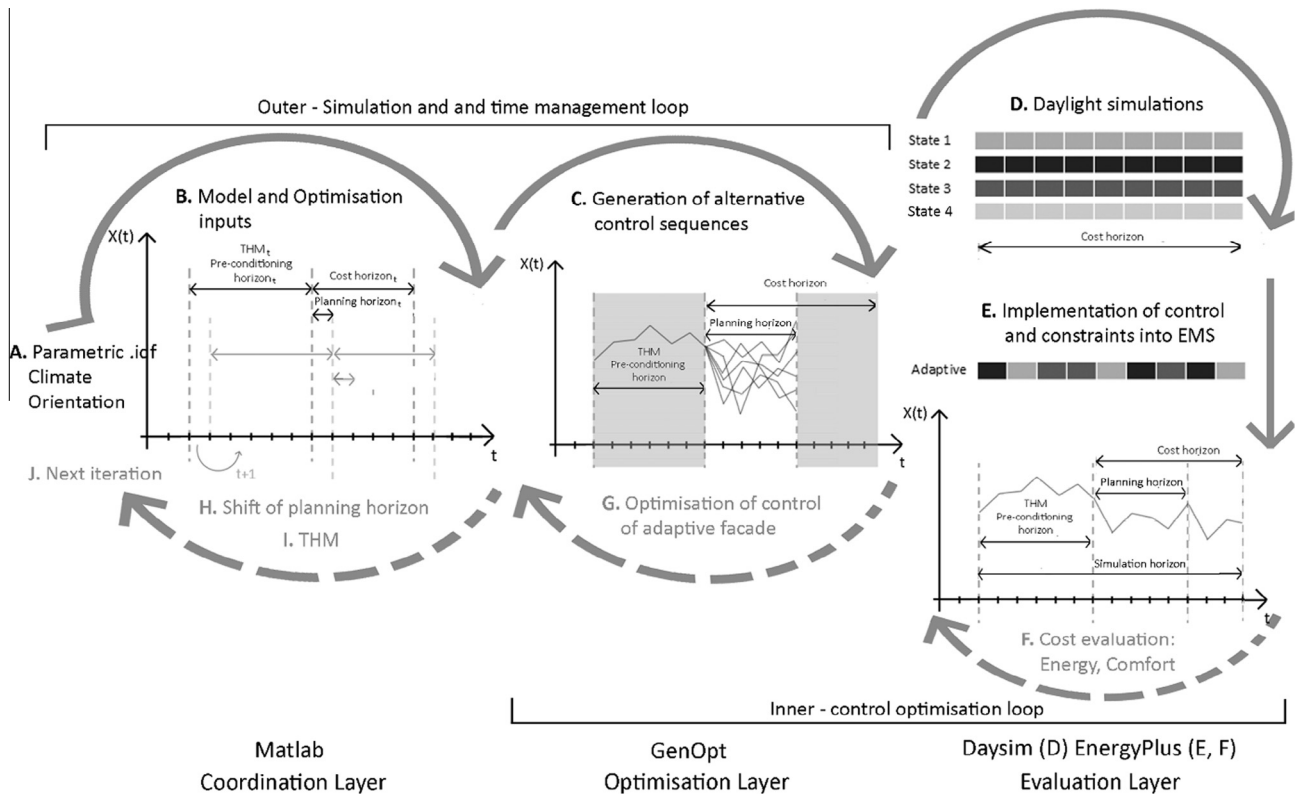 Outer - Simulation and and time management loop
B. Model and Optimisation
inputs
X(t)
THMt
Pre-conditioning
horizont
Cost horizont
Planning horizont
A. Parametric .idf
Climate
Orientation
t
t+1
J. Next iteration
H. Shift of planning horizon
I. THM
C. Generation of alternative
control sequences
X(t)
Cost horizon
Planning horizon
THM
Pre-conditioning
horizon
t
G. Optimisation of control
of adaptive facade
D. Daylight simulations
State 1
State 2
State 3
State 4
Cost horizon
E. Implementation of control
and constraints into EMS
Adaptive
X(t)
Cost horizon
Planning horizon
THM
Pre-conditioning
horizon
Simulation horizon
t
F. Cost evaluation:
Energy, Comfort
Inner - control optimisation loop
Matlab
Coordination Layer
GenOpt
Optimisation Layer
Daysim (D) EnergyPlus (E, F)
Evaluation Layer